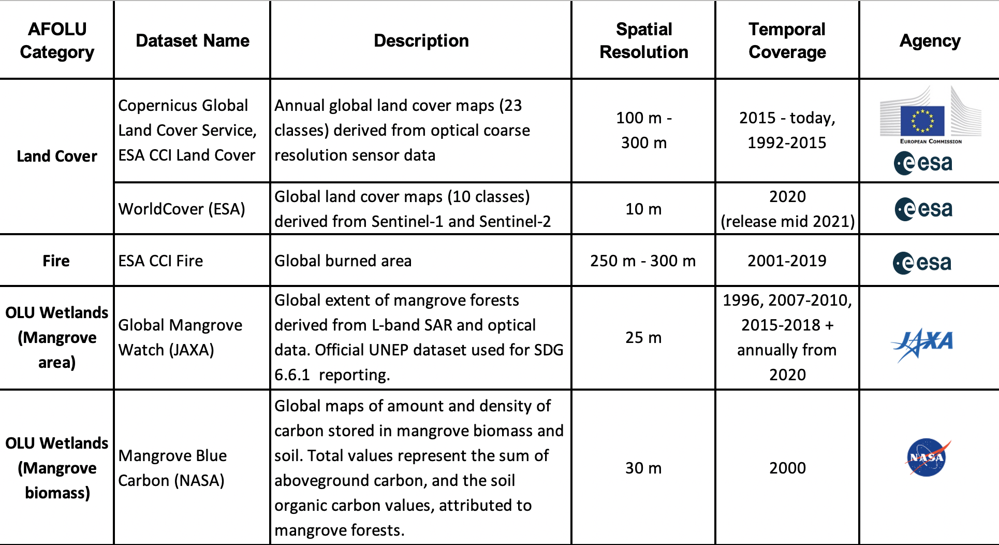 AFOLU
Category
Dataset Name
Description
Spatial
Resolution
Temporal
Coverage
Agency
Land Cover
Copernicus Global
Land Cover Service,
ESA CCI Land Cover
Annual global land cover maps (23
classes) derived from optical coarse
resolution sensor data
100 m -
300 m
2015 - today,
1992-2015
EUROPEAN COMMISSION
esa
WorldCover (ESA)
Global land cover maps (10 classes)
derived from Sentinel-1 and Sentinel-2
10 m
2020
(release mid 2021)
esa
Fire
ESA CCI Fire
Global burned area
250 m - 300 m
2001-2019
esa
OLU Wetlands
(Mangrove
area)
Global Mangrove
Watch (JAXA)
Global extent of mangrove forests
derived from L-band SAR and optical
data. Official UNEP dataset used for SDG
6.6.1  reporting.
25 m
1996, 2007-2010,
2015-2018 +
annually from
2020
JAXA
OLU Wetlands
(Mangrove
biomass)
Mangrove Blue
Carbon (NASA)
Global maps of amount and density of
carbon stored in mangrove biomass and
soil. Total values represent the sum of
aboveground carbon, and the soil
organic carbon values, attributed to
mangrove forests.
30 m
2000
NASA